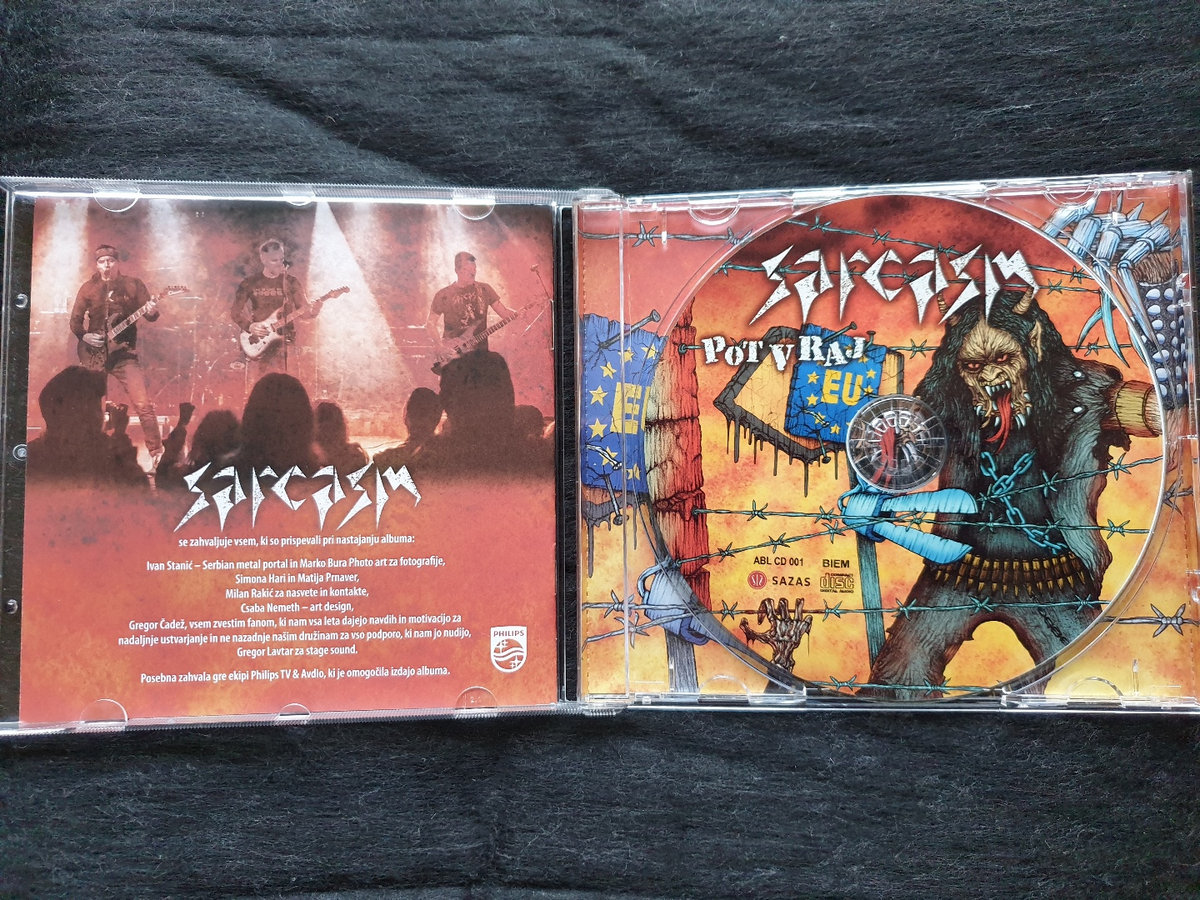 sarcasm
se zahvaljuje vsem, ki so prispevali pri nastajanju albuma:
Ivan Stanić – Serbian metal portal in Marko Bura Photo art za fotografije,
Simona Hari in Matija Prnaver,
Milan Rakić za nasvete in kontakte,
Csaba Nemeth – art design,
Gregor Čadež, vsem zvestim fanom, ki nam vsa leta dajejo navdih in motivacijo za
nadaljnje ustvarjanje in ne nazadnje našim družinam za vso podporo, ki nam jo nudijo,
Gregor Lavtar za stage sound.
Posebna zahvala gre ekipi Philips TV & Avdio, ki je omogočila izdajo albuma.
PHILIPS
sarcasm
POT V RAJ
EU
ABL CD 001
BIEM
SAZAS
COMPACT
disc
DIGITAL AUDIO